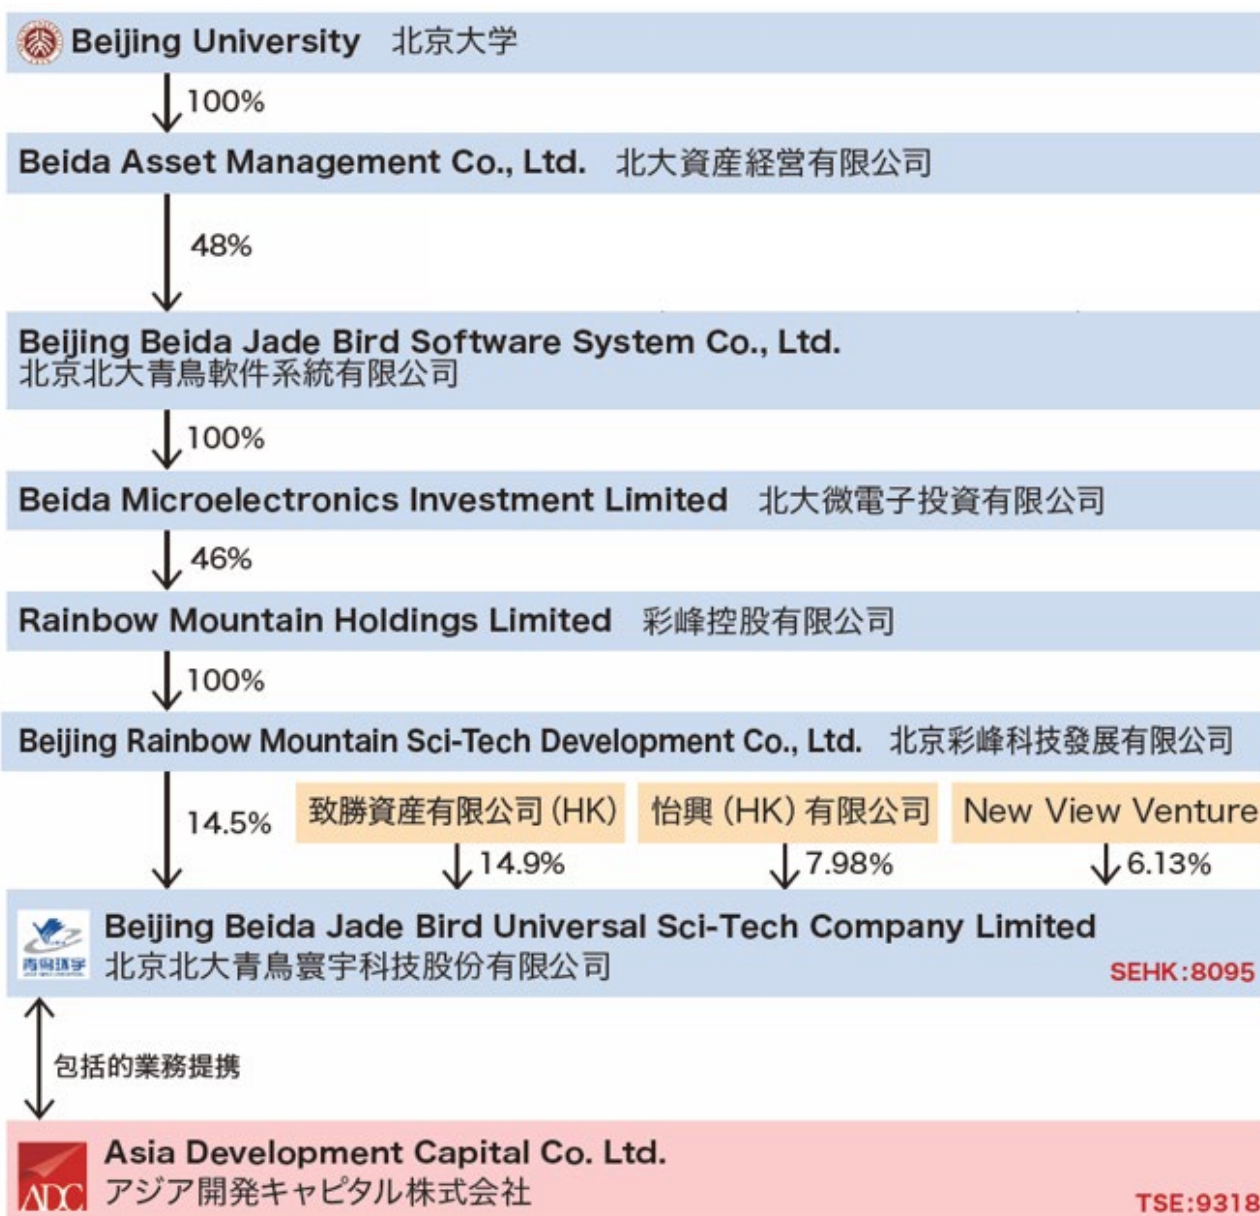 Beijing University 北京大学
100%
Beida Asset Management Co., Ltd. 北大資産経営有限公司
48%
Beijing Beida Jade Bird Software System Co., Ltd.
北京北大青鳥軟件系統有限公司
100%
Beida Microelectronics Investment Limited 北大微電子投資有限公司
46%
Rainbow Mountain Holdings Limited 彩峰控股有限公司
100%
Beijing Rainbow Mountain Sci-Tech Development Co., Ltd. 北京彩峰科技發展有限公司
14.5% 致勝資産有限公司(HK) 怡興(HK)有限公司 New View Venture
14.9% 7.98% 6.13%
Beijing Beida Jade Bird Universal Sci-Tech Company Limited
青鸟环宇 北京北大青鳥寰宇科技股份有限公司
SEHK:8095
包括的業務提携
Asia Development Capital Co. Ltd.
ADC アジア開発キャピタル株式会社
TSE:9318